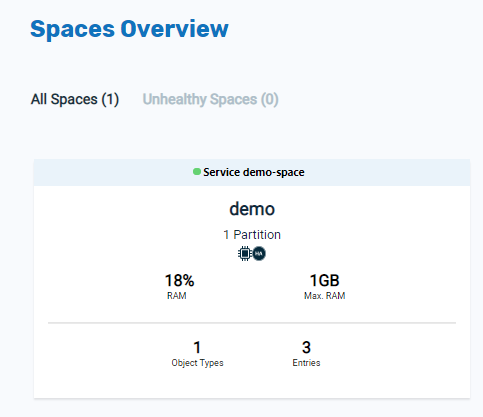 Spaces Overview
All Spaces (1) Unhealthy Spaces (0)
Service demo-space
demo
1 Partition
HA
18% 1GB
RAM Max. RAM
1 3
Object Types Entries